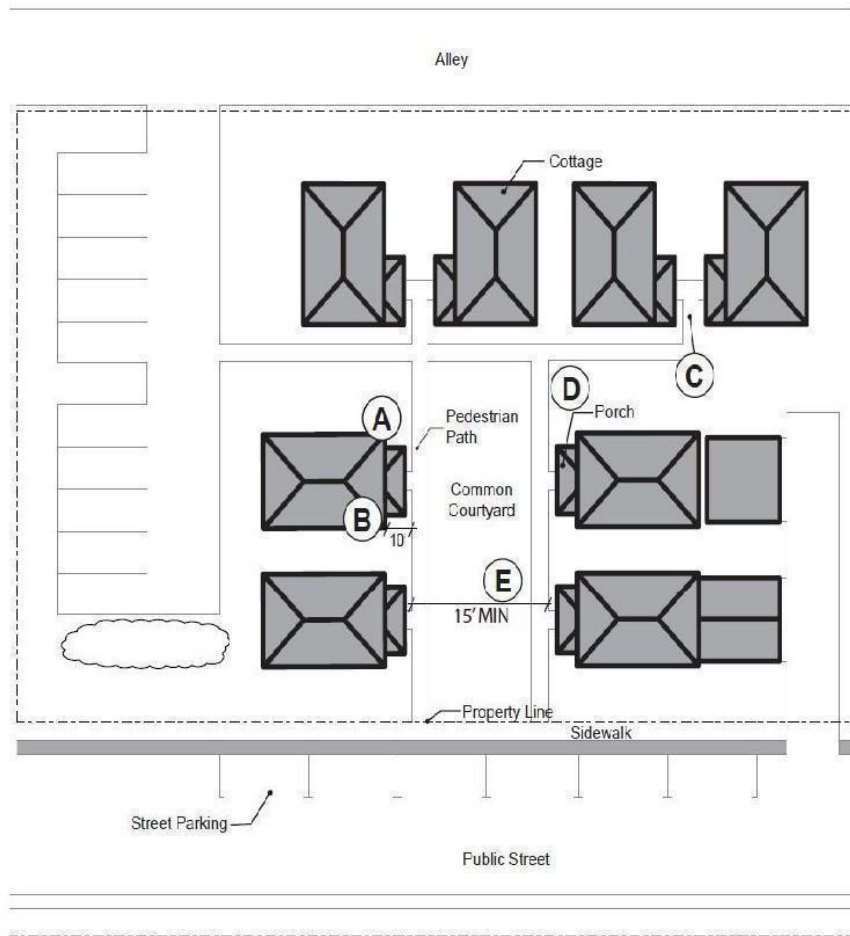 Alley
Cottage
C
D
A
Porch
Pedestrian
Path
Common
Courtyard
B
10'
E
15' MIN
Property Line
Sidewalk
Street Parking
Public Street